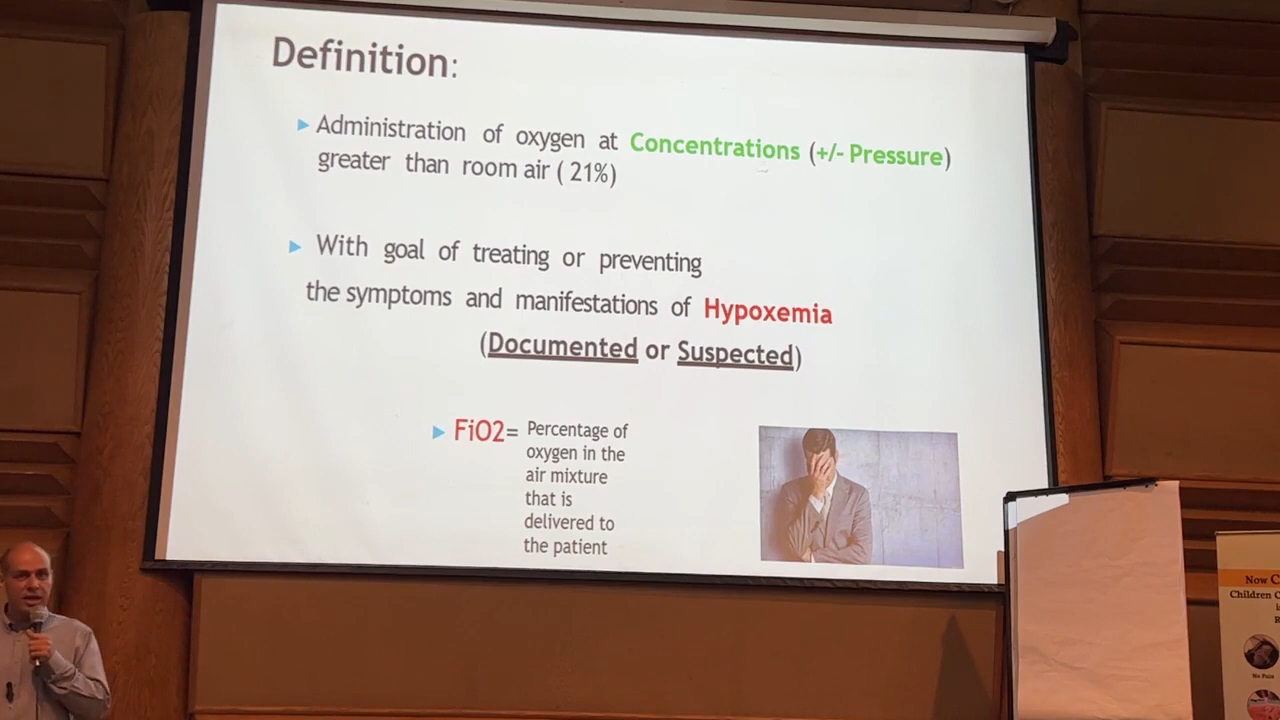 Definition:
► Administration of oxygen at Concentrations (+/- Pressure)
greater than room air ( 21%)
► With goal of treating or preventing
the symptoms and manifestations of Hypoxemia
(Documented or Suspected)
► FiO2= Percentage of
oxygen in the
air mixture
that is
delivered to
the patient
Now
Children
No Pain